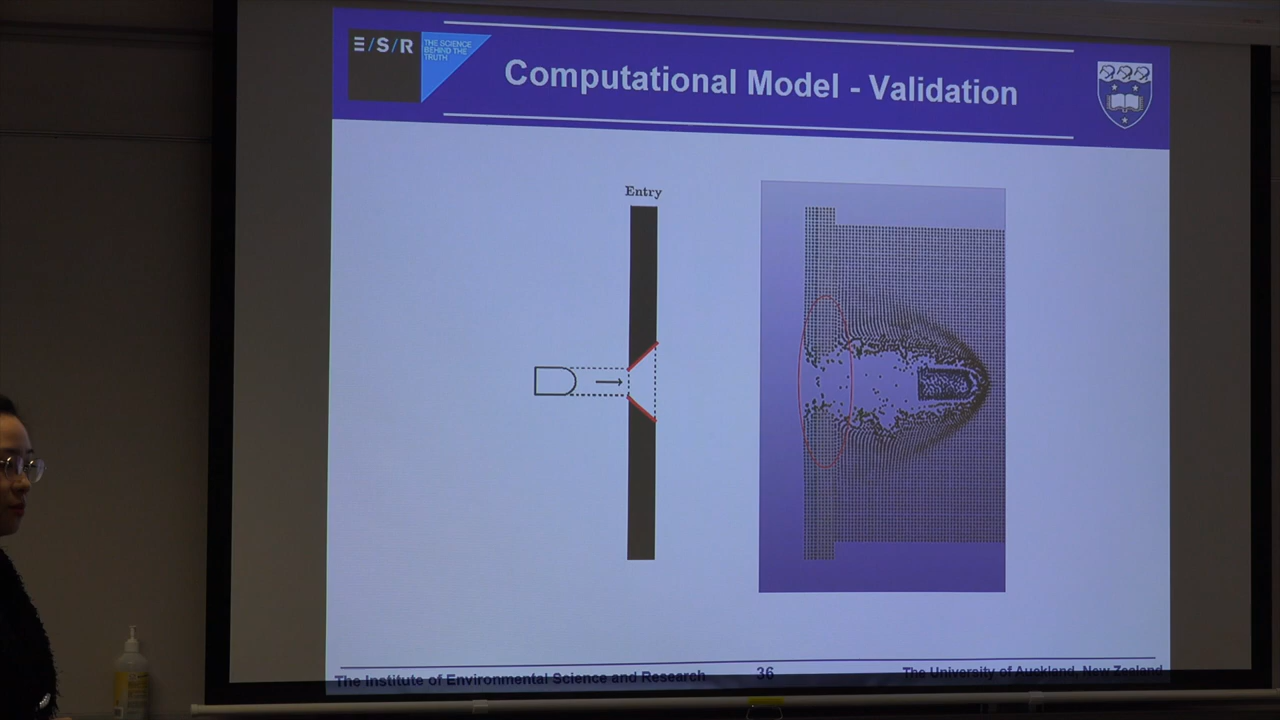 E/S/R
THE SCIENCE
BEHIND THE
TRUTH
Computational Model - Validation
Entry
The Institute of Environmental Science and Research
36
The University of Auckland, New Zealand